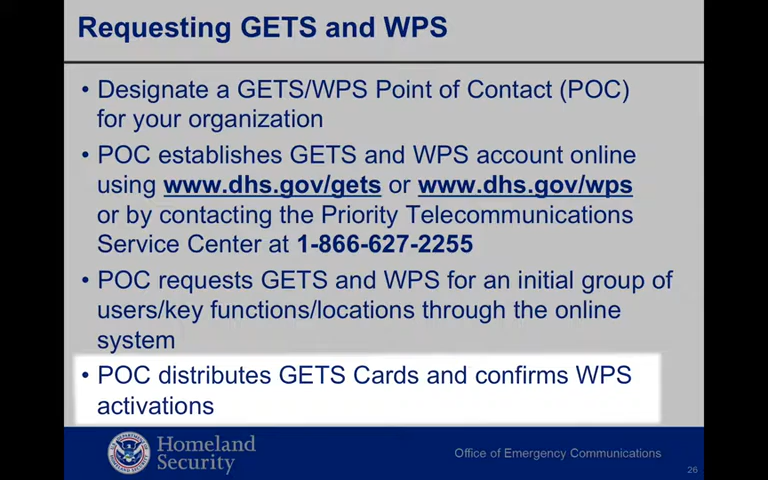 Requesting GETS and WPS
• Designate a GETS/WPS Point of Contact (POC)
for your organization
• POC establishes GETS and WPS account online
using www.dhs.gov/gets or www.dhs.gov/wps
or by contacting the Priority Telecommunications
Service Center at 1-866-627-2255
• POC requests GETS and WPS for an initial group of
users/key functions/locations through the online
system
• POC distributes GETS Cards and confirms WPS
activations
Homeland
Security
Office of Emergency Communications
26